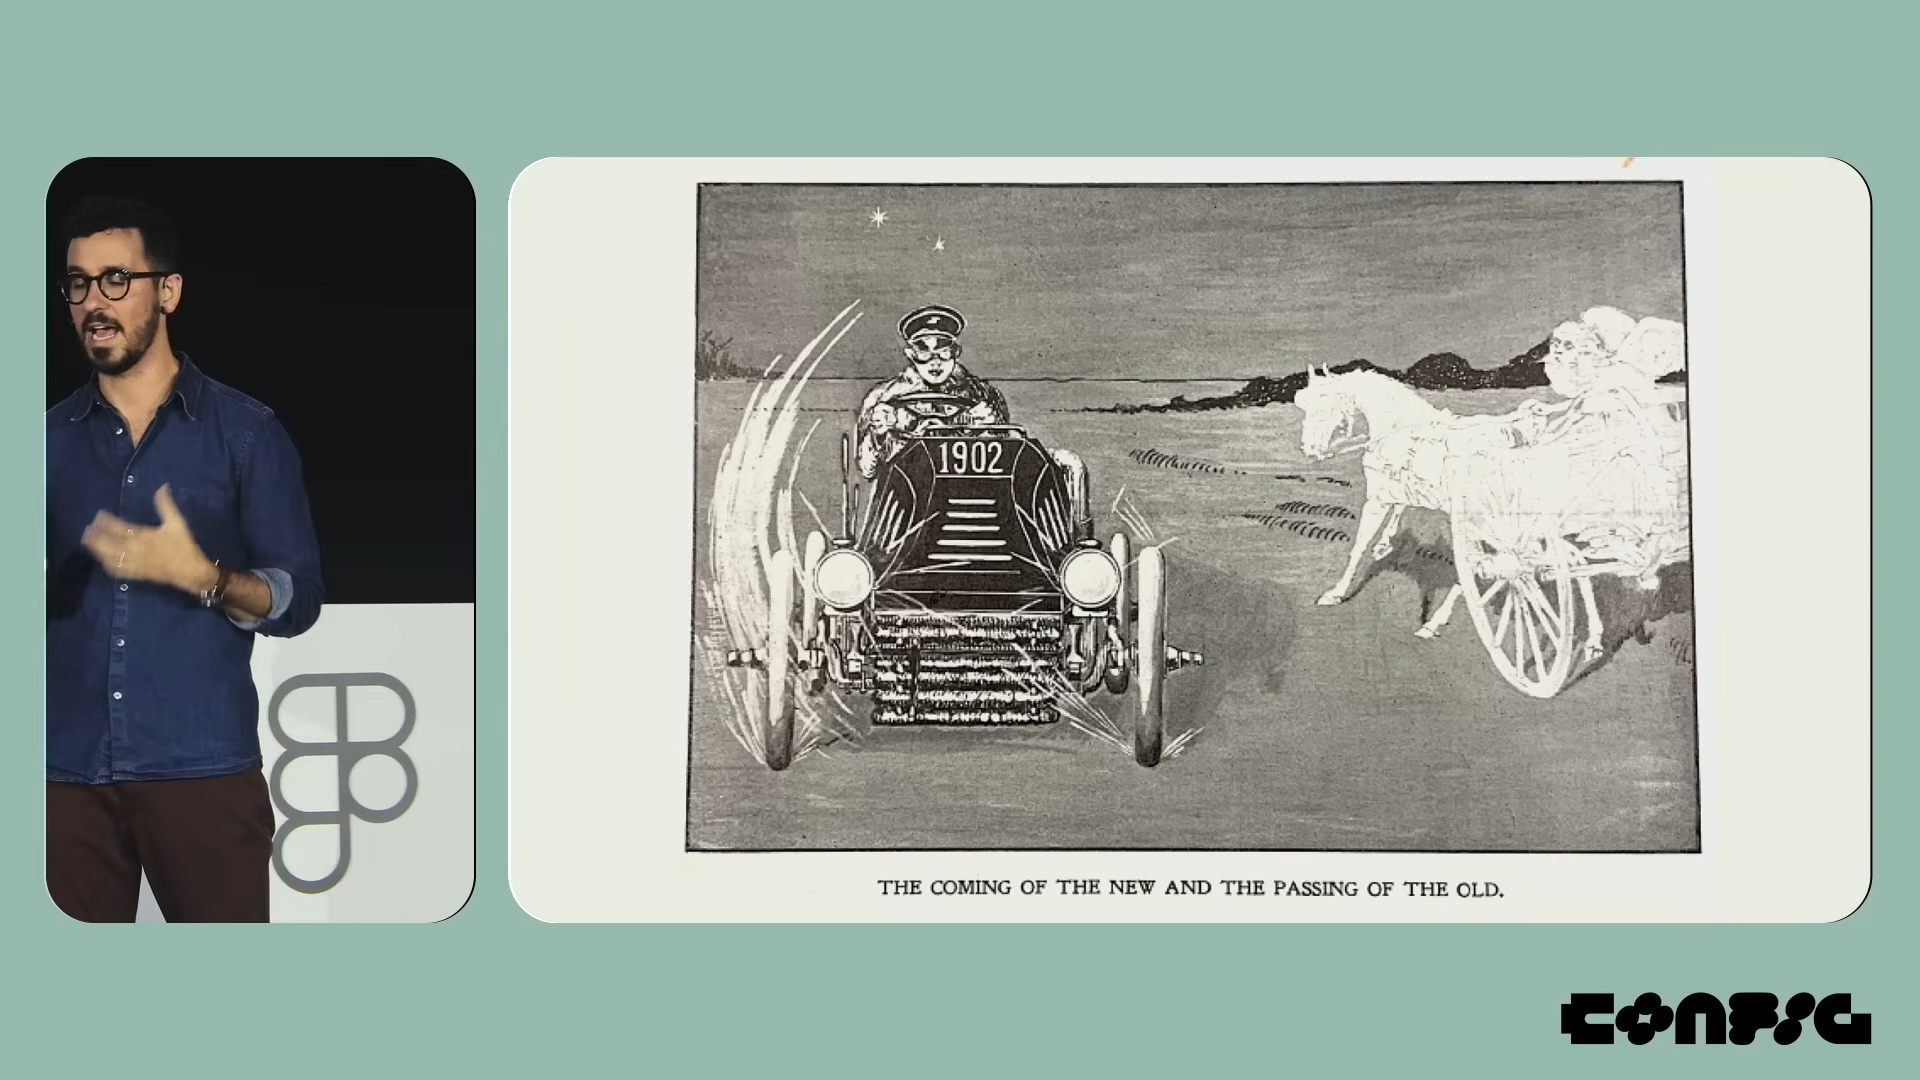 1902
THE COMING OF THE NEW AND THE PASSING OF THE OLD.
CONFIG